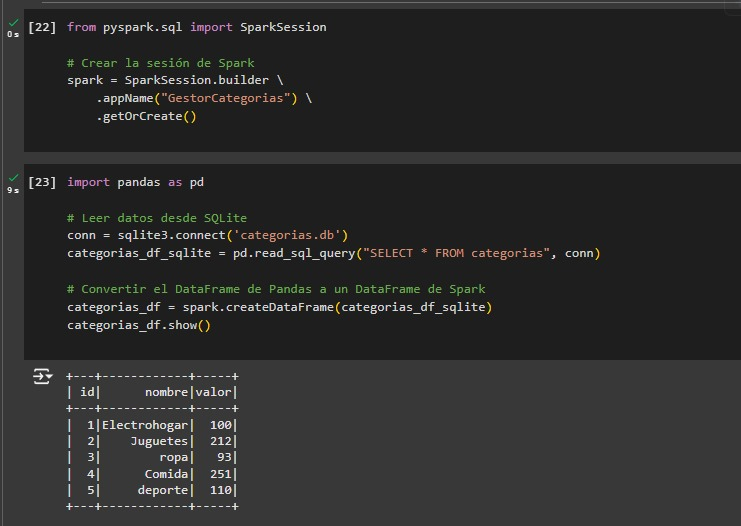 [22] from pyspark.sql import SparkSession
# Crear la sesión de Spark
spark = SparkSession.builder \
    .appName("GestorCategorias") \
    .getOrCreate()
0s
[23] import pandas as pd
9s
# Leer datos desde SQLite
conn = sqlite3.connect('categorias.db')
categorias_df_sqlite = pd.read_sql_query("SELECT * FROM categorias", conn)
# Convertir el DataFrame de Pandas a un DataFrame de Spark
categorias_df = spark.createDataFrame(categorias_df_sqlite)
categorias_df.show()
+---+------------+-----+
| id|      nombre|valor|
+---+------------+-----+
|  1|Electrohogar|  100|
|  2|    Juguetes|  212|
|  3|        ropa|   93|
|  4|      Comida|  251|
|  5|     deporte|  110|
+---+------------+-----+